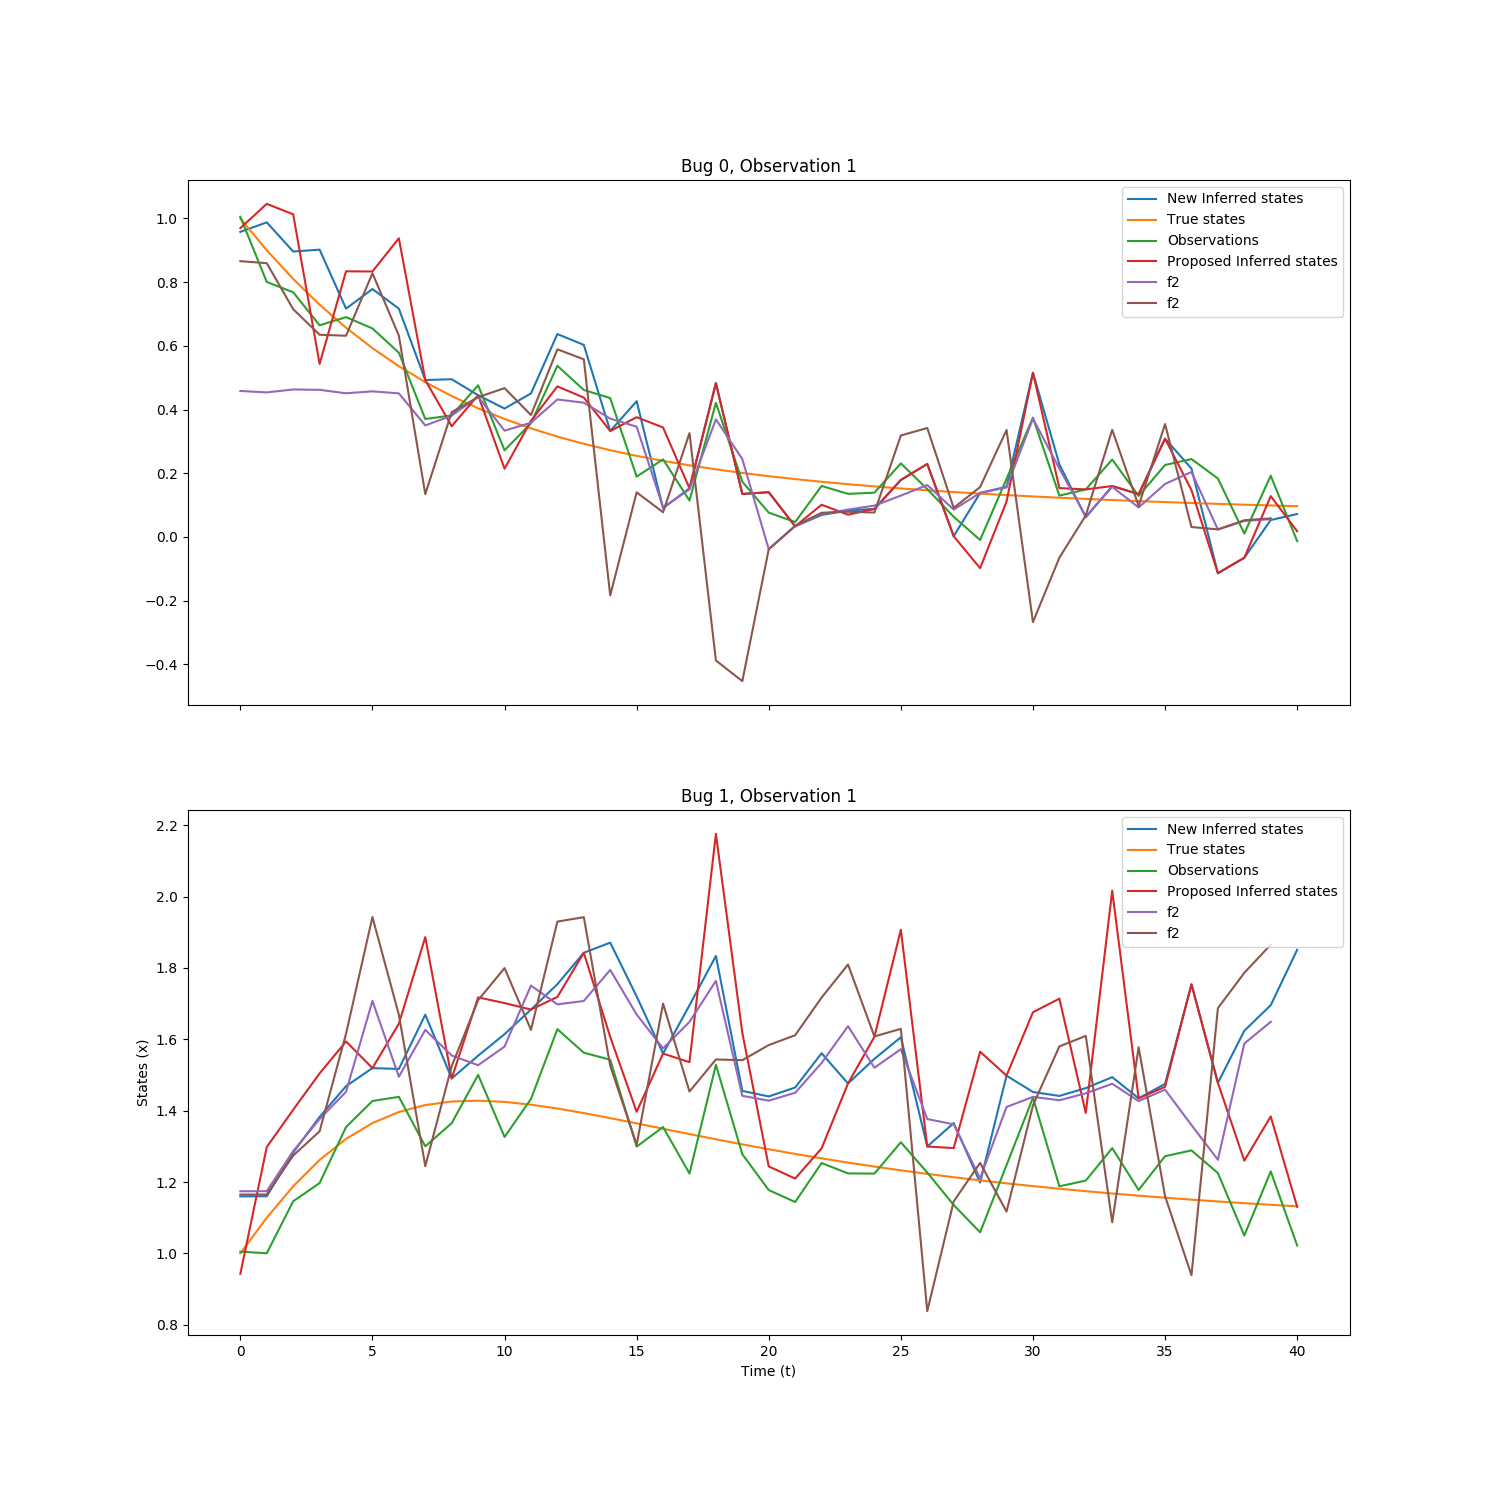 Bug 0, Observation 1
1.0
0.8
0.6
0.4
0.2
0.0
−0.2
−0.4
New Inferred states
True states
Observations
Proposed Inferred states
f2
f2
Bug 1, Observation 1
States (x)
2.2
2.0
1.8
1.6
1.4
1.2
1.0
0.8
New Inferred states
True states
Observations
Proposed Inferred states
f2
f2
0 5 10 15 20 25 30 35 40
Time (t)